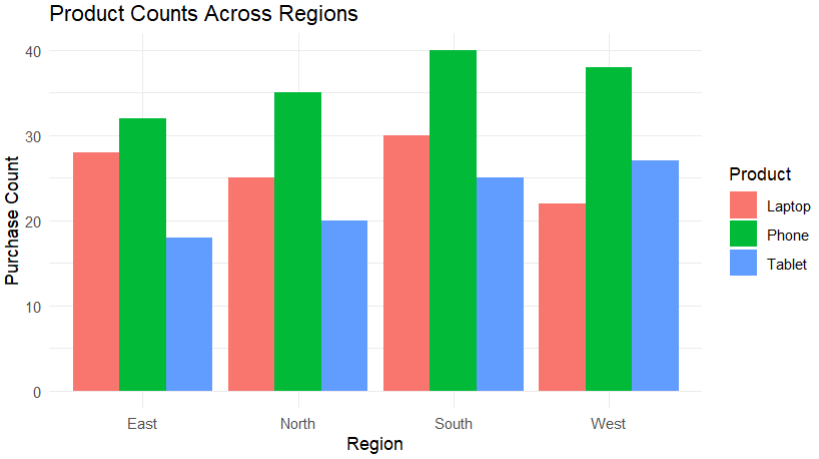 Product Counts Across Regions
Purchase Count
40
30
20
10
0
East North South West
Region
Product
Laptop
Phone
Tablet